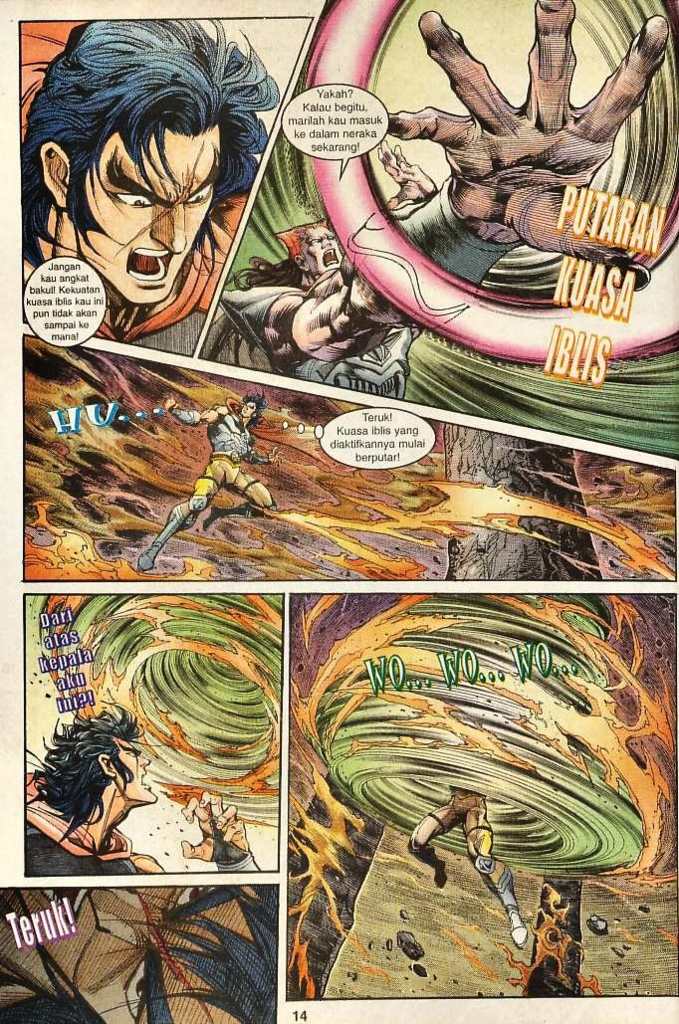 Jangan
kau angkat
bakul! Kekuatan
kuasa iblis kau ini
pun tidak akan
sampai ke
mana!
Yakah?
Kalau begitu,
marilah kau masuk
ke dalam neraka
sekarang!
PUTARAN
KUASA
IBLIS
HU...
Teruk!
Kuasa iblis yang
diaktifkannya mulai
berputar!
Dari
atas
kepala
aku
ini?!
WO... WO... WO...
Teruk!
14